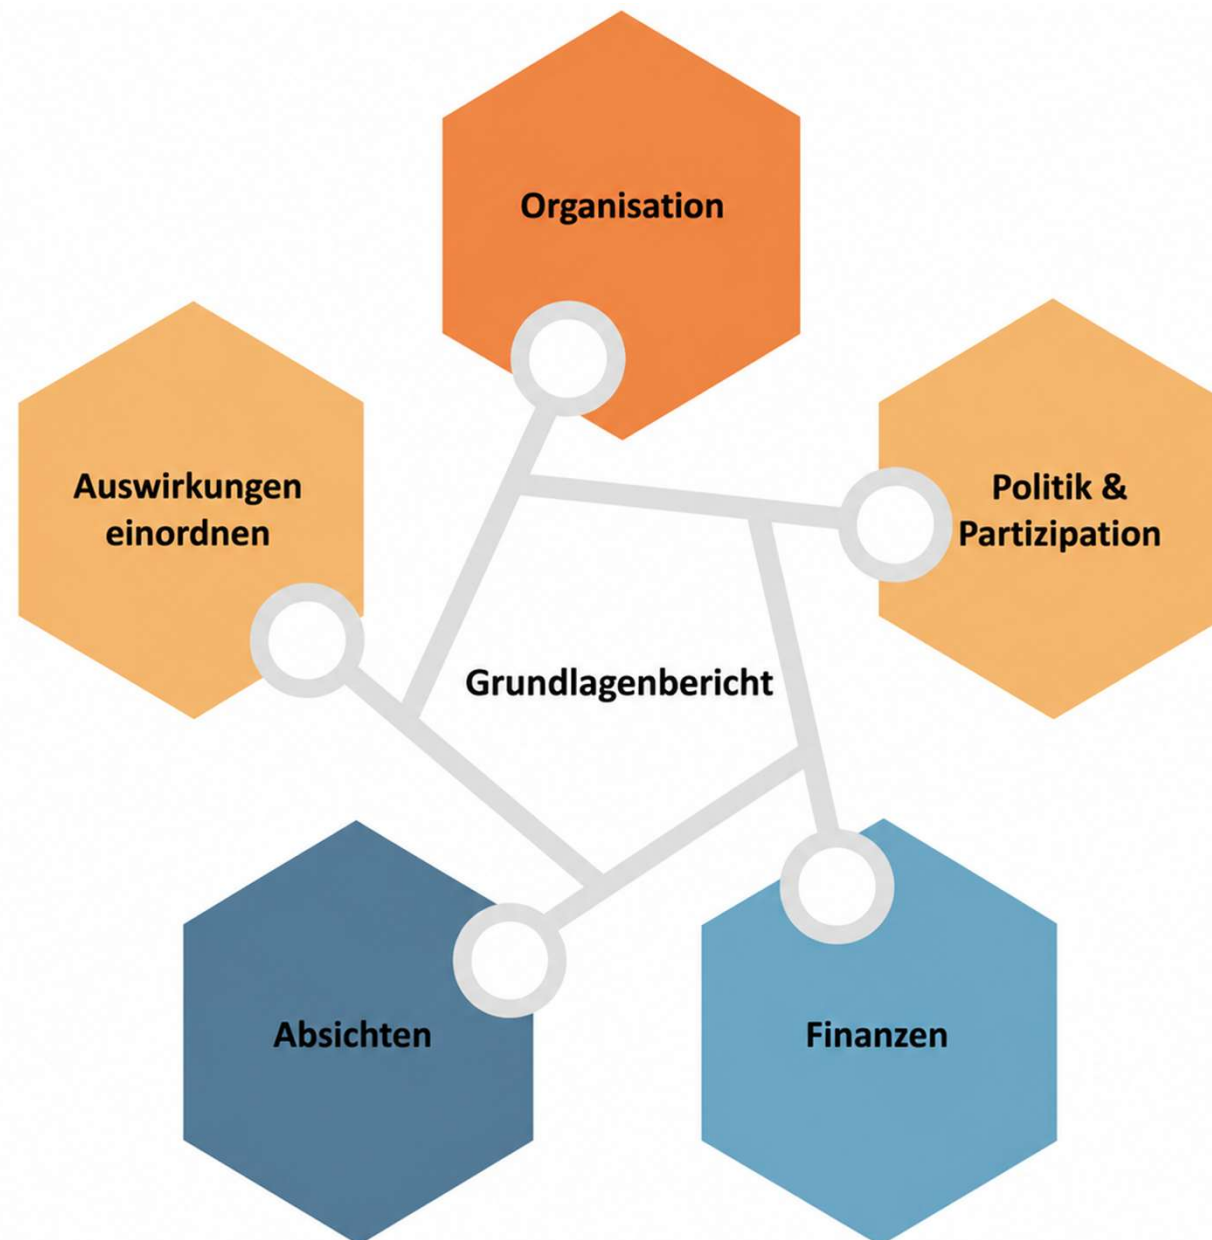 Organisation
Auswirkungen
einordnen
Politik &
Partizipation
Grundlagenbericht
Absichten
Finanzen